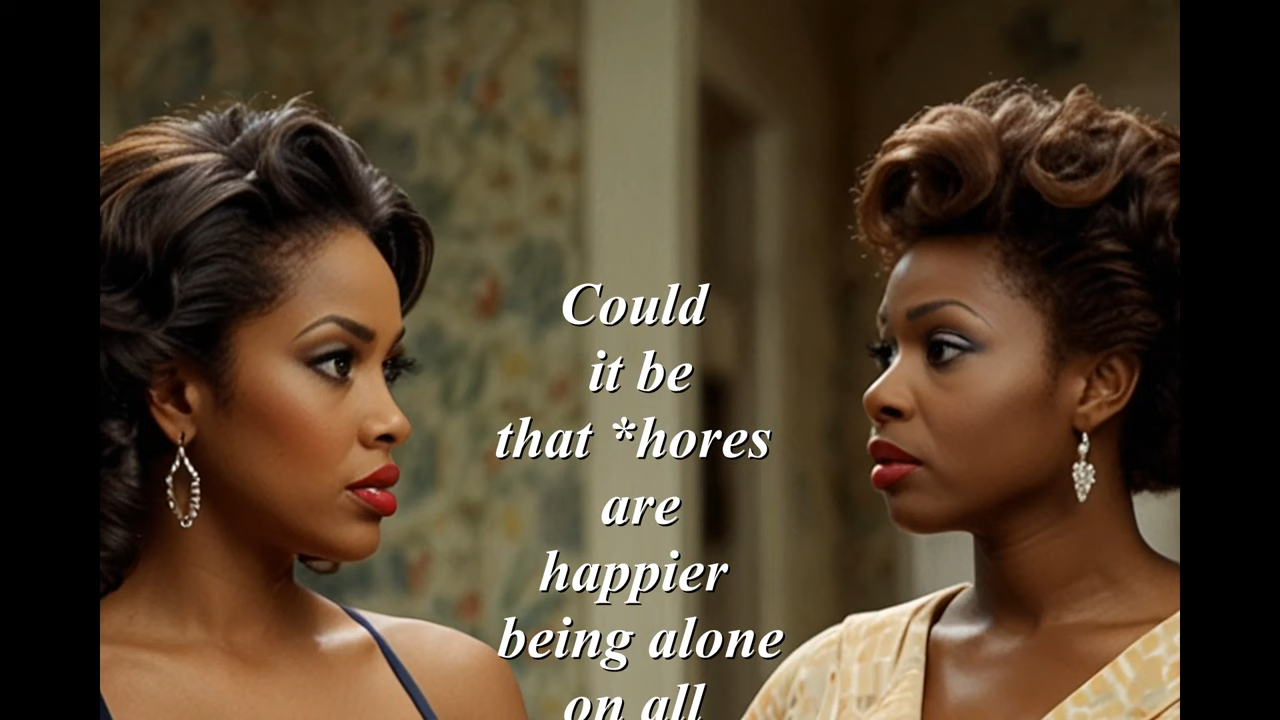 Could
it be
that *hores
are
happier
being alone
on all